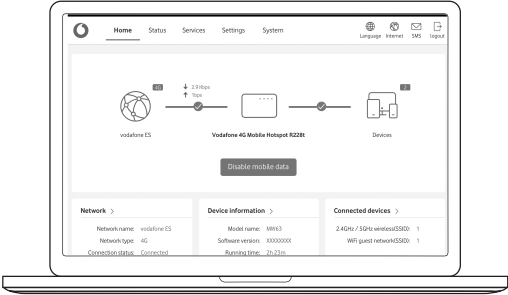 Home Status Services Settings System
Language Internet SMS logout
4G
3.9 Kbps
1bps
2
vodafone ES Vodafone 4G Mobile Hotspot R228t Devices
Disable mobile data
Network > Device information > Connected devices >
Network name: vodafone ES Model name: MW63 2.4GHz / 5GHz wireless(SSID): 1
Network type: 4G Software version: XXXXXXXX WiFi guest network(SSID): 1
Connection status: Connected Running time: 2h 23m